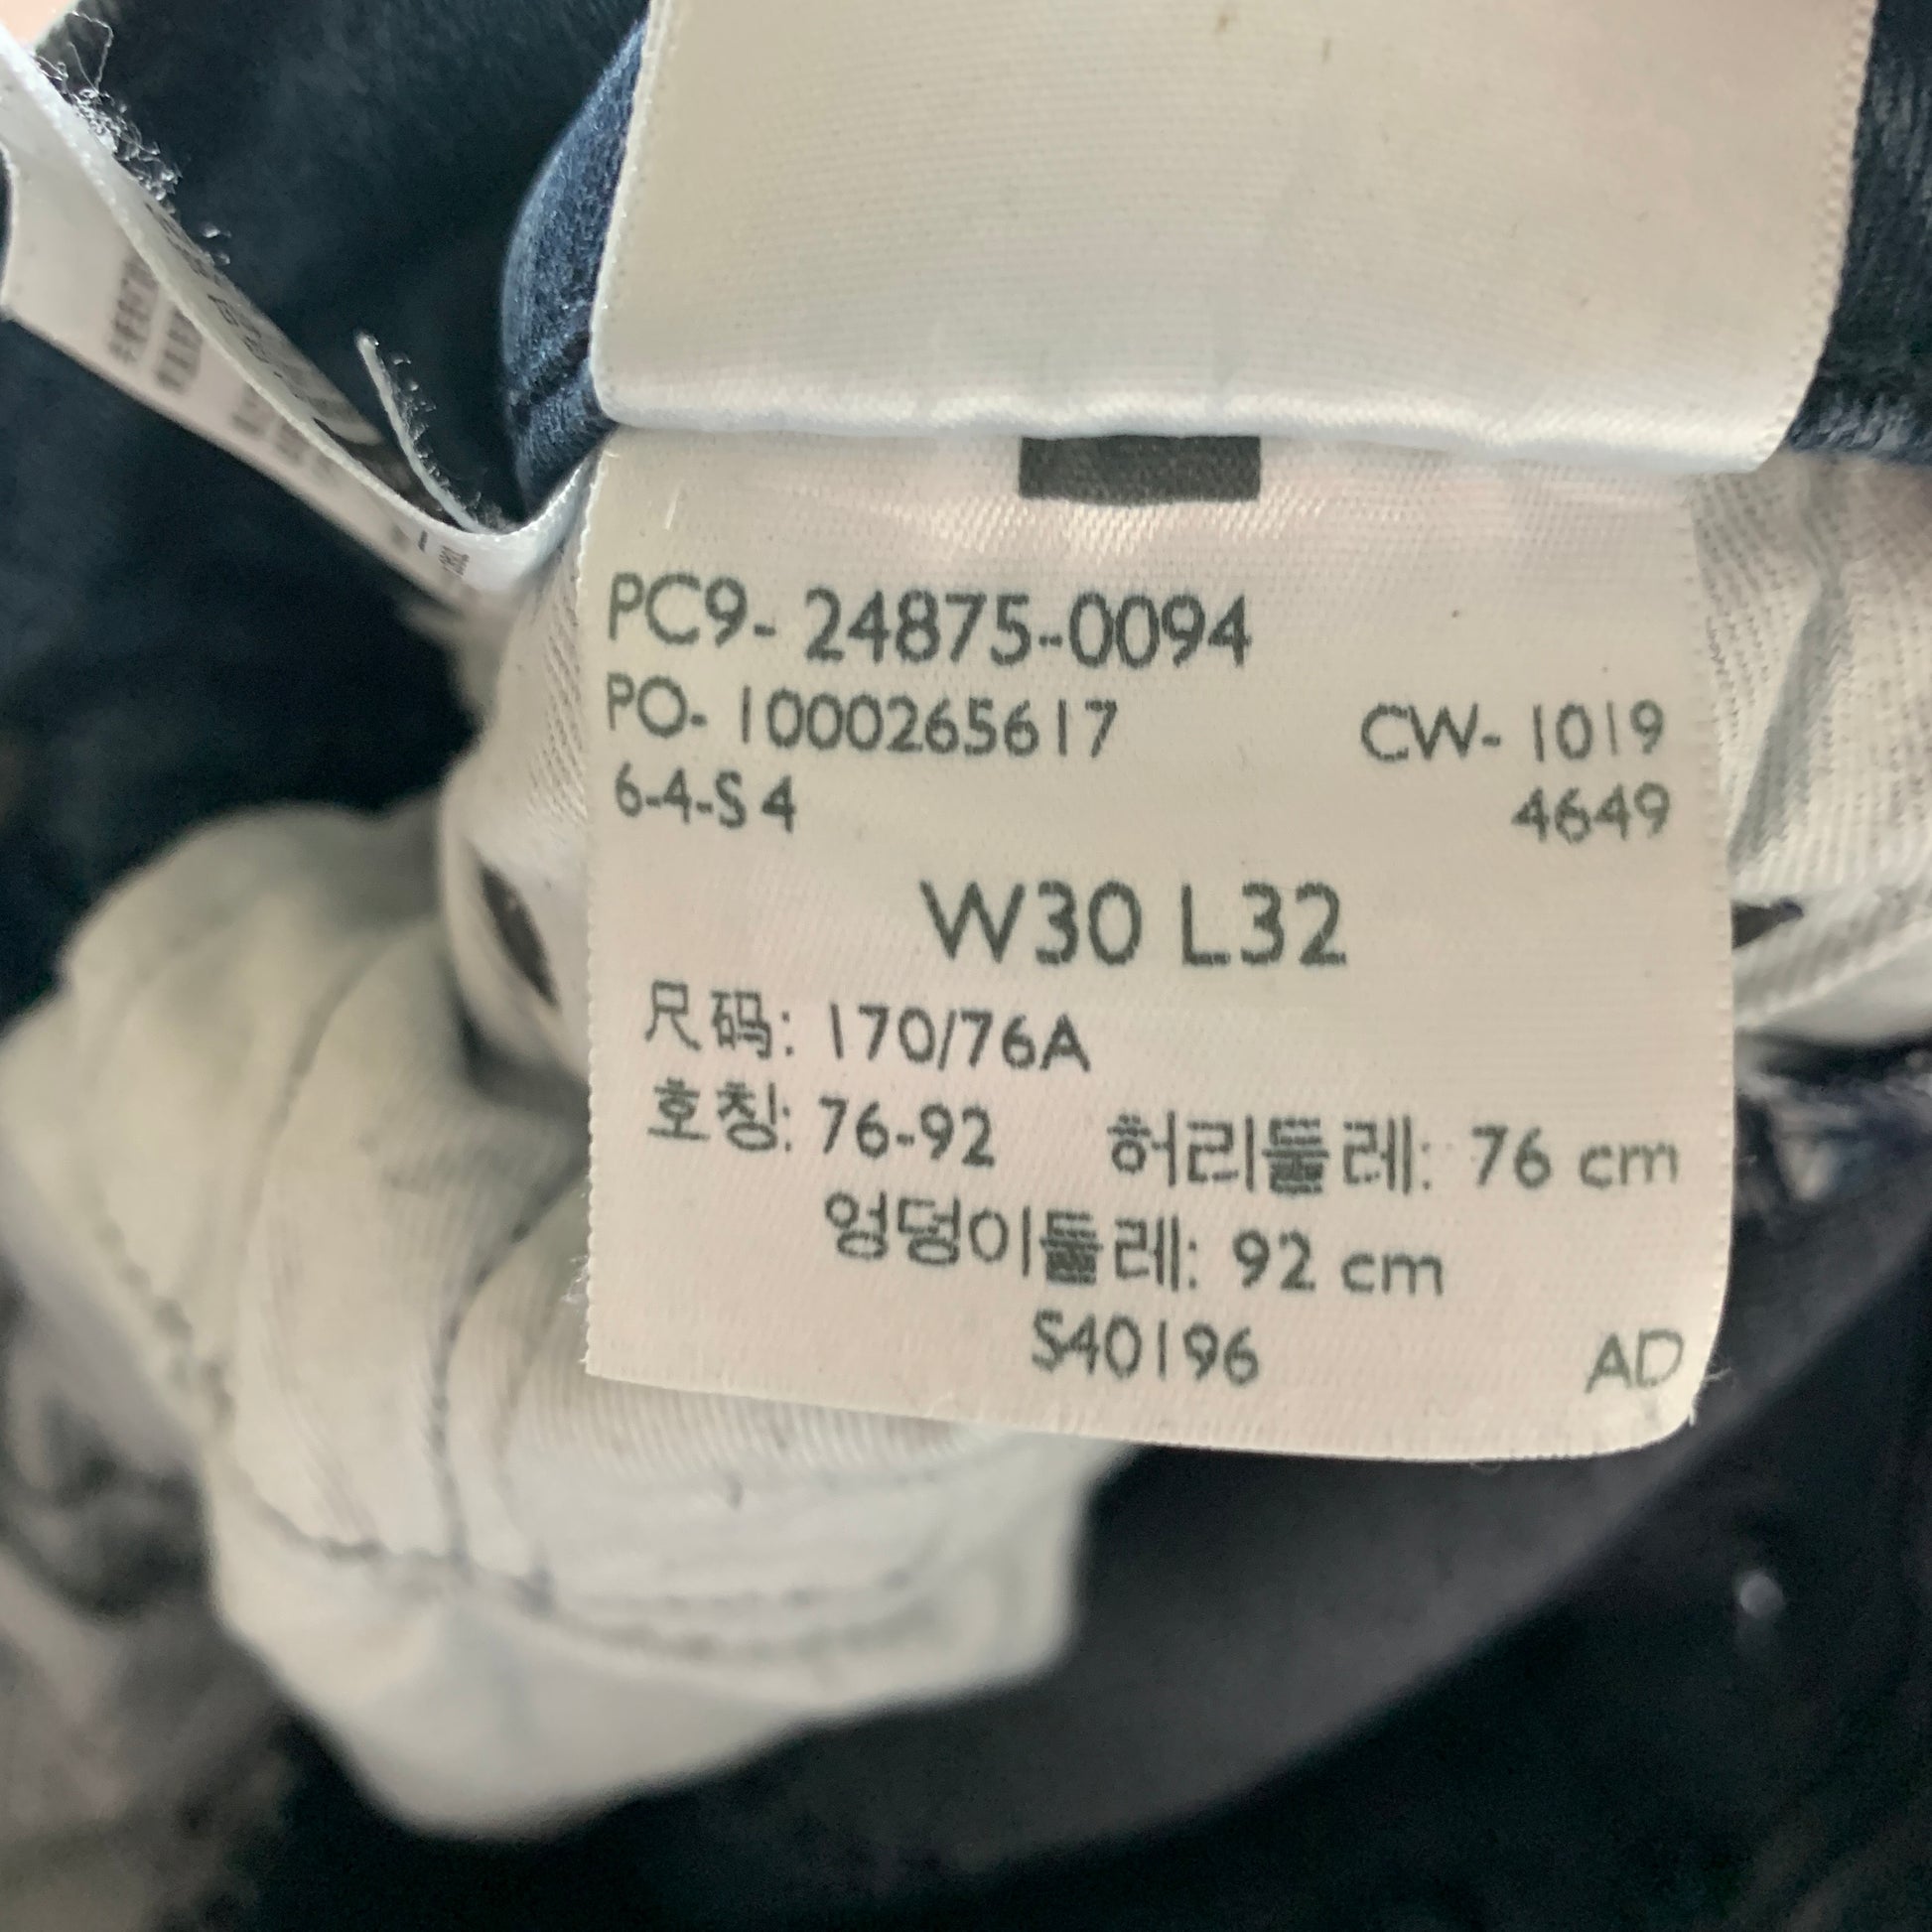 PC9- 24875-0094
PO- 1000265617 CW- 1019
6-4-S 4 4649
W30 L32
尺码: 170/76A
호칭: 76-92 허리둘레: 76 cm
엉덩이둘레: 92 cm
S40196 AD